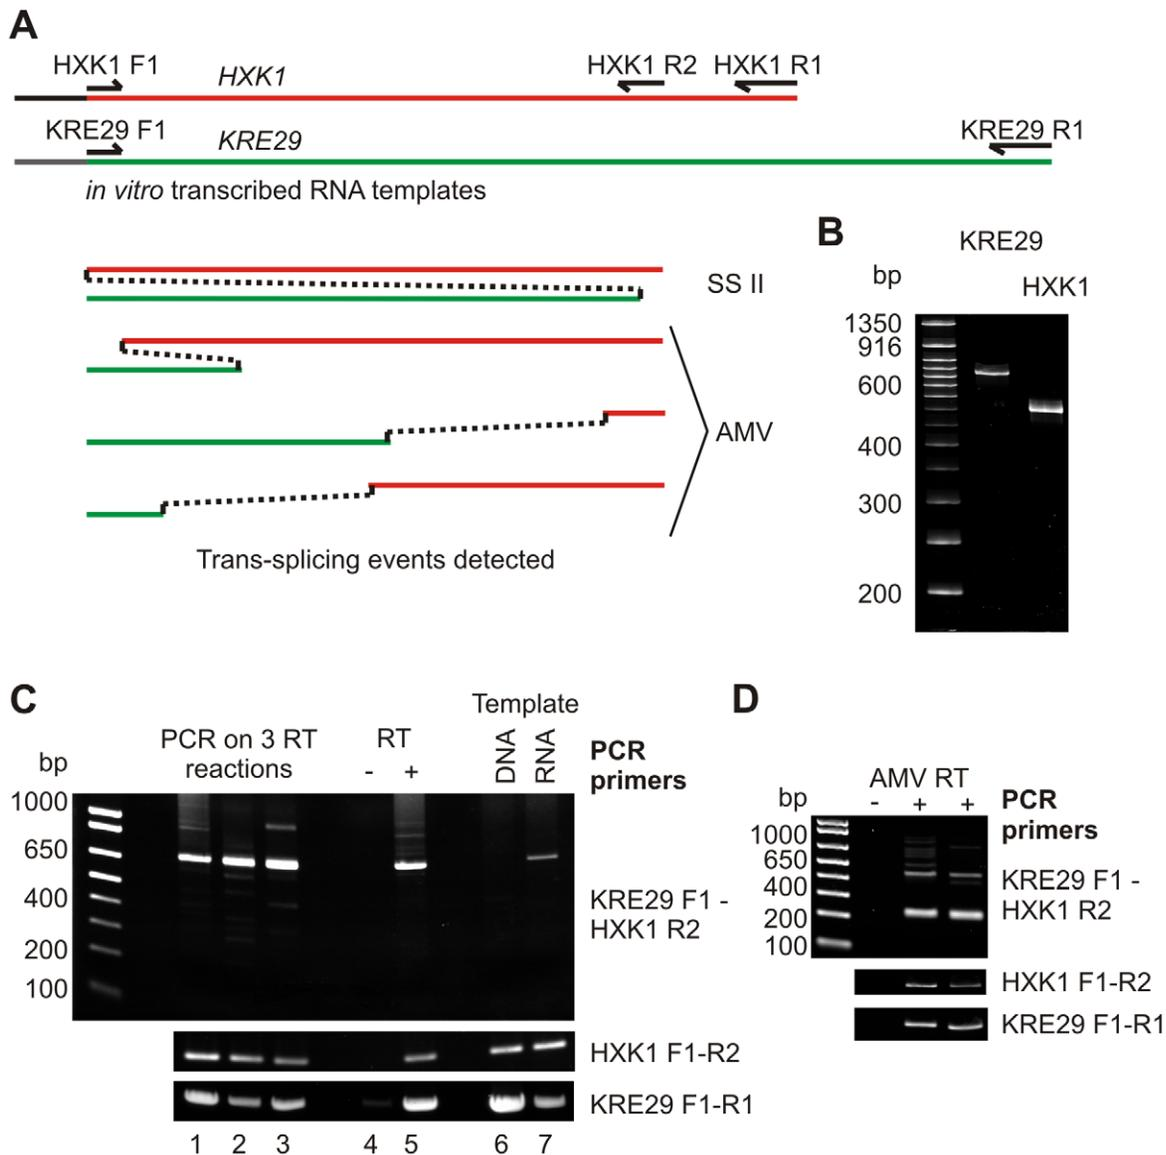 A
HXK1 F1
HXK1
HXK1 R2
HXK1 R1
KRE29 F1
KRE29
KRE29 R1
in vitro transcribed RNA templates
SS II
AMV
Trans-splicing events detected
B
KRE29
bp
HXK1
1350
916
600
400
300
200
C
Template
PCR on 3 RT
reactions
RT
- +
DNA
RNA
PCR
primers
bp
1000
650
400
200
100
KRE29 F1 -
HXK1 R2
HXK1 F1-R2
KRE29 F1-R1
1 2 3 4 5 6 7
D
AMV RT
- + +
bp
PCR
primers
1000
650
400
200
100
KRE29 F1 -
HXK1 R2
HXK1 F1-R2
KRE29 F1-R1